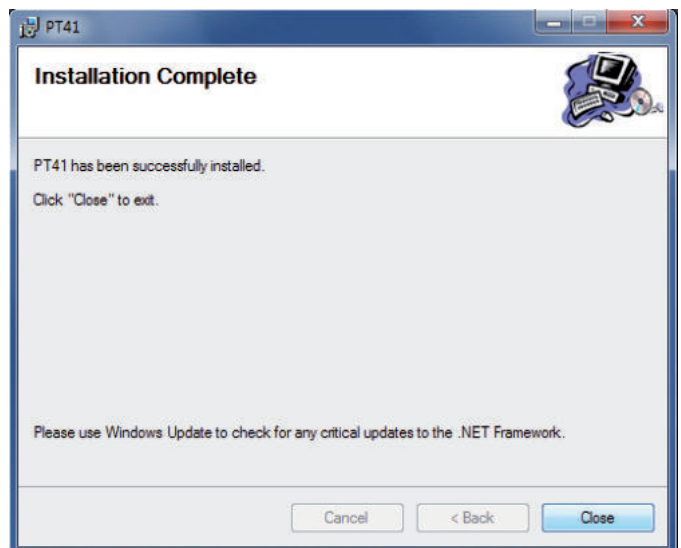 PT41
Installation Complete
PT41 has been successfully installed.
Click "Close" to exit.
Please use Windows Update to check for any critical updates to the .NET Framework.
Cancel
< Back
Close